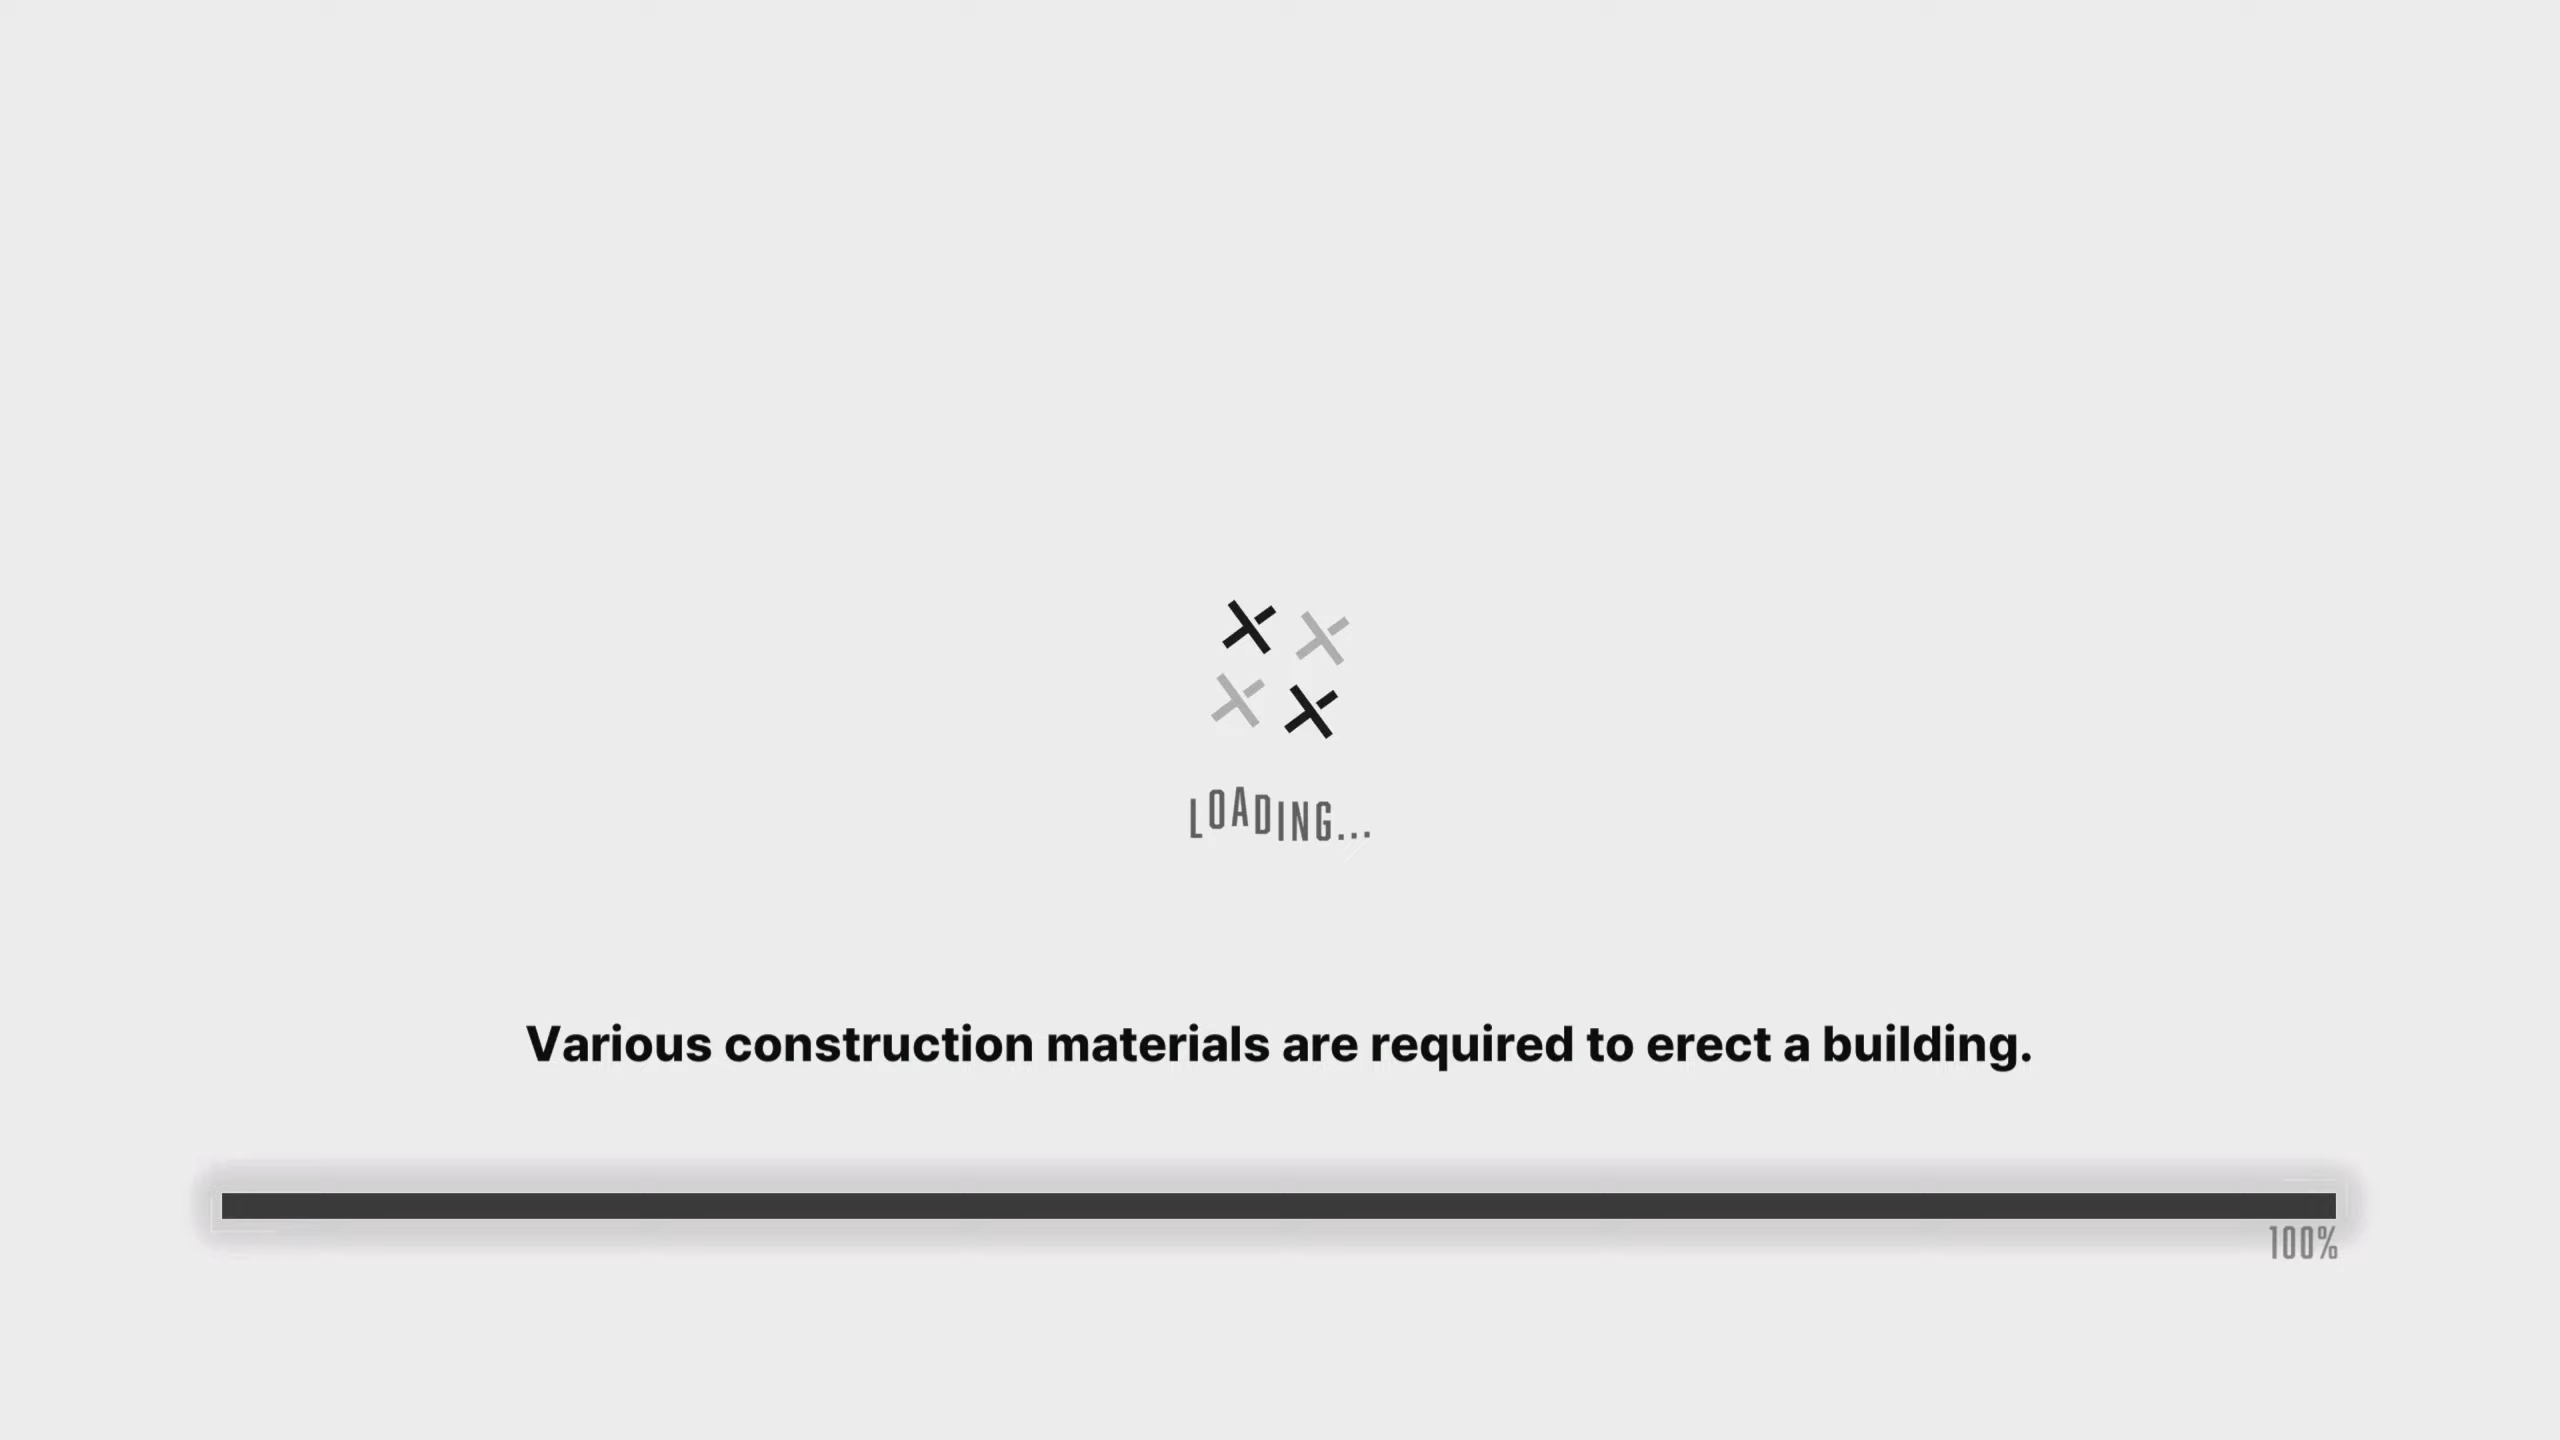 LOADING...
Various construction materials are required to erect a building.
100%